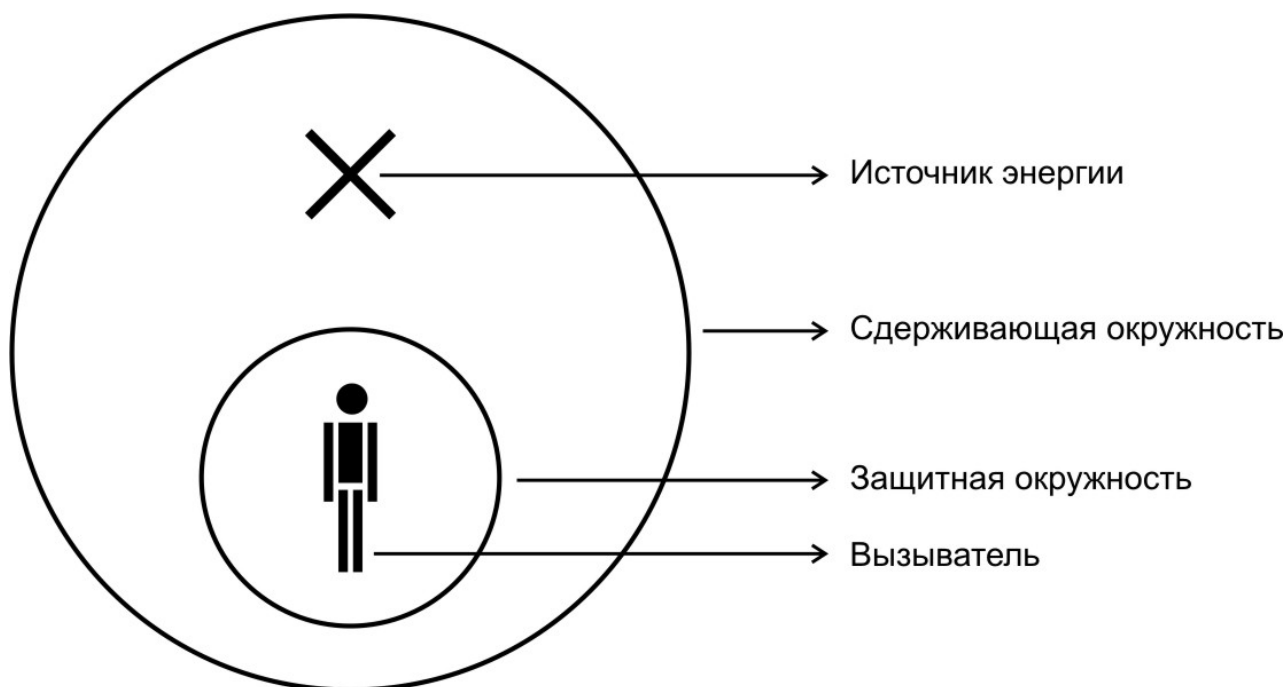 Источник энергии
Сдерживающая окружность
Защитная окружность
Вызыватель